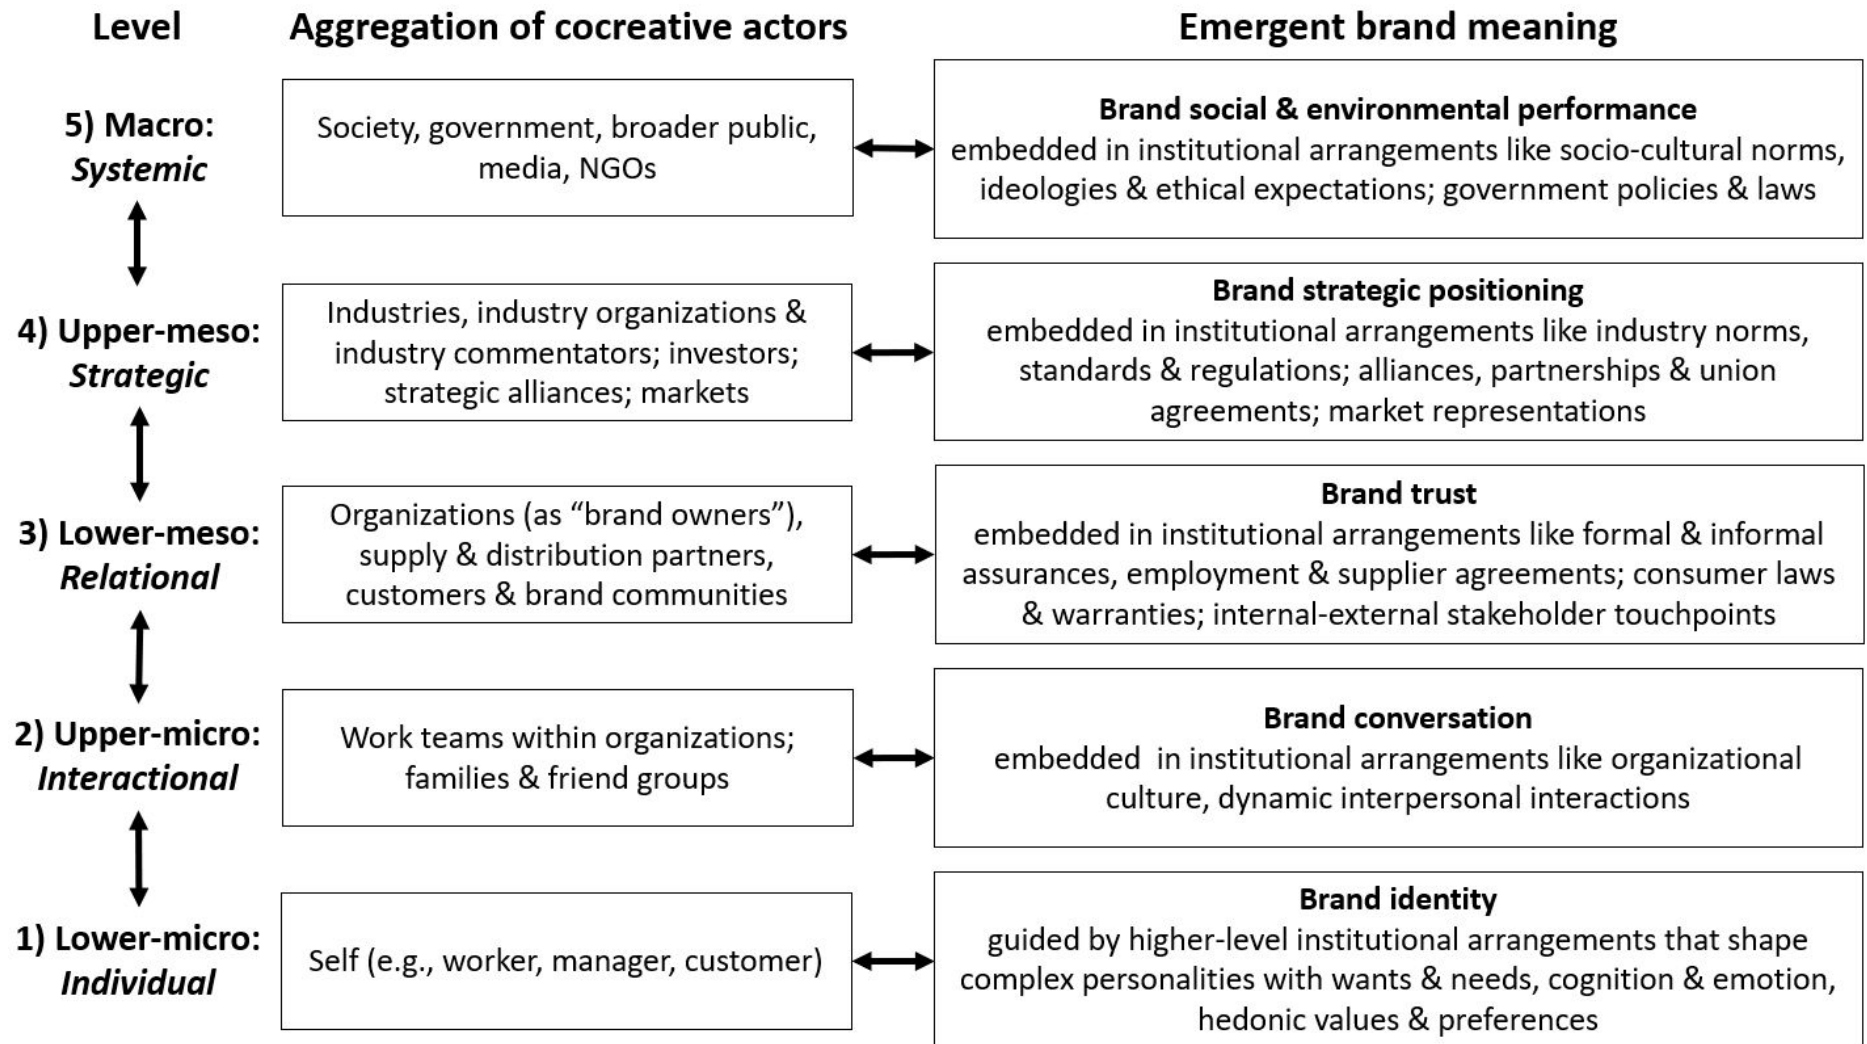 Level
Aggregation of cocreative actors
Emergent brand meaning
5) Macro:
Systemic
Society, government, broader public,
media, NGOs
Brand social & environmental performance
embedded in institutional arrangements like socio-cultural norms,
ideologies & ethical expectations; government policies & laws
4) Upper-meso:
Strategic
Industries, industry organizations &
industry commentators; investors;
strategic alliances; markets
Brand strategic positioning
embedded in institutional arrangements like industry norms,
standards & regulations; alliances, partnerships & union
agreements; market representations
3) Lower-meso:
Relational
Organizations (as “brand owners”),
supply & distribution partners,
customers & brand communities
Brand trust
embedded in institutional arrangements like formal & informal
assurances, employment & supplier agreements; consumer laws
& warranties; internal-external stakeholder touchpoints
2) Upper-micro:
Interactional
Work teams within organizations;
families & friend groups
Brand conversation
embedded in institutional arrangements like organizational
culture, dynamic interpersonal interactions
1) Lower-micro:
Individual
Self (e.g., worker, manager, customer)
Brand identity
guided by higher-level institutional arrangements that shape
complex personalities with wants & needs, cognition & emotion,
hedonic values & preferences